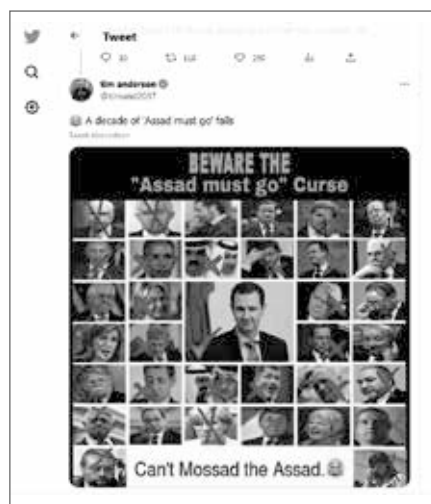 Tweet
tim anderson
@timand2037
😂 A decade of 'Assad must go' fails
BEWARE THE
"Assad must go" Curse
Can't Mossad the Assad. 😂